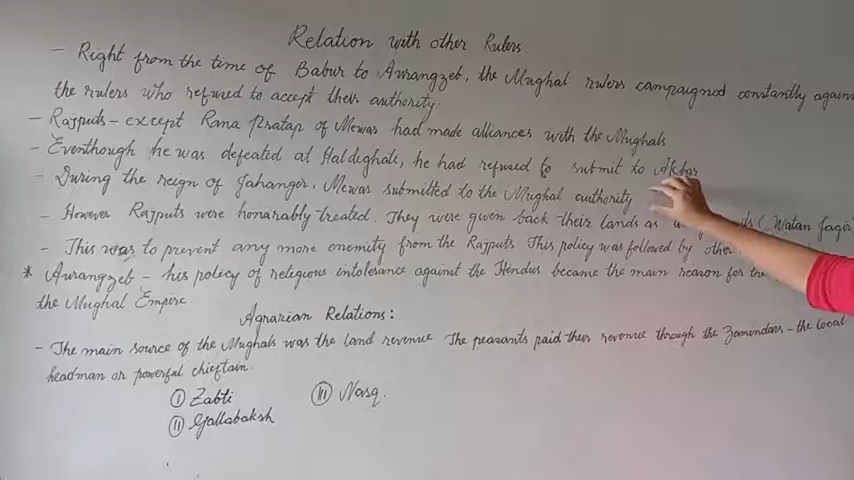 Relation with other Rulers.
- Right from the time of Babur to Aurangzeb, the Mughal rulers campaigned constantly agains
the rulers who refused to accept their authority.
- Rajputs - except Rana Pratap of Mewar had made alliances with the Mughals
- Eventhough he was defeated at Haldighati, he had refused to submit to Akbar
- During the reign of Jahangir, Mewar submitted to the Mughal authority
- However Rajputs were honarably treated. They were given back their lands as (Watan Jagir
- This was to prevent any more enemity from the Rajputs. This policy was followed by other
* Aurangzeb - his policy of religious intolerance against the Hindus became the main reason for the
the Mughal Empire.
Agrarian Relations:
- The main source of the Mughals was the land revenue The peasants paid their revenue through the Zamindars - the local
headman or powerful chieftain.
(I) Zabti (III) Nasq.
(II) Gallabaksh